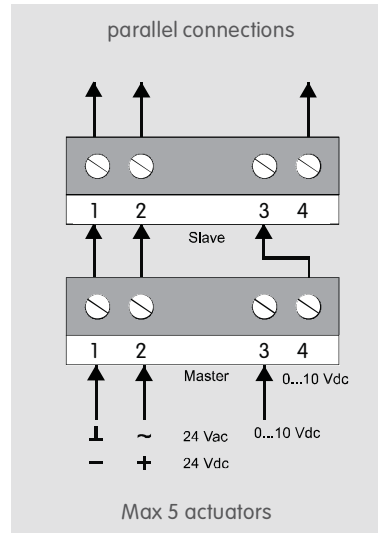 parallel connections
1 2 3 4
Slave
1 2 3 4
Master 0...10 Vdc
⊥ ~ 24 Vac 0...10 Vdc
− + 24 Vdc
Max 5 actuators